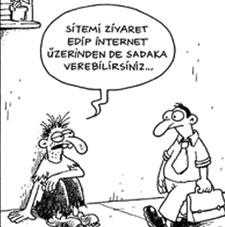 SİTEMİ ZİYARET
EDİP İNTERNET
ÜZERİNDEN DE SADAKA
VEREBİLİRSİNİZ...